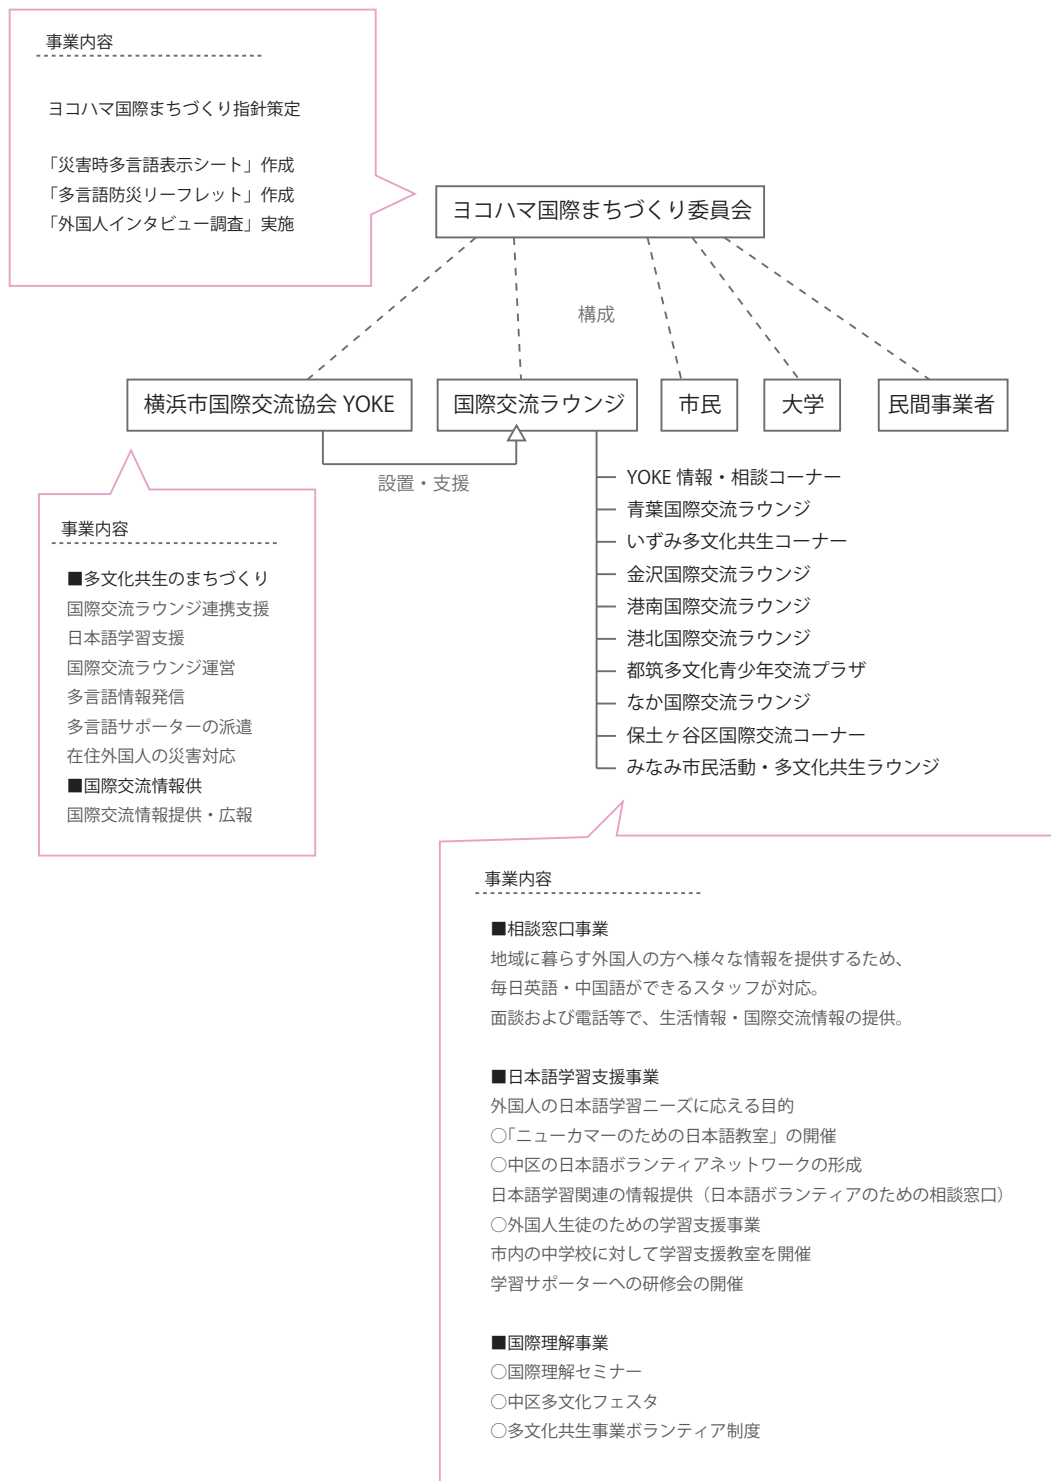 事業内容
ヨコハマ国際まちづくり指針策定
「災害時多言語表示シート」作成
「多言語防災リーフレット」作成
「外国人インタビュー調査」実施
ヨコハマ国際まちづくり委員会
構成
横浜市国際交流協会 YOKE
国際交流ラウンジ
市民
大学
民間事業者
設置・支援
YOKE 情報・相談コーナー
青葉国際交流ラウンジ
いずみ多文化共生コーナー
金沢国際交流ラウンジ
港南国際交流ラウンジ
港北国際交流ラウンジ
都筑多文化青少年交流プラザ
なか国際交流ラウンジ
保土ヶ谷区国際交流コーナー
みなみ市民活動・多文化共生ラウンジ
事業内容
■多文化共生のまちづくり
国際交流ラウンジ連携支援
日本語学習支援
国際交流ラウンジ運営
多言語情報発信
多言語サポーターの派遣
在住外国人の災害対応
■国際交流情報供
国際交流情報提供・広報
事業内容
■相談窓口事業
地域に暮らす外国人の方へ様々な情報を提供するため、
毎日英語・中国語ができるスタッフが対応。
面談および電話等で、生活情報・国際交流情報の提供。
■日本語学習支援事業
外国人の日本語学習ニーズに応える目的
○「ニューカマーのための日本語教室」の開催
○中区の日本語ボランティアネットワークの形成
日本語学習関連の情報提供（日本語ボランティアのための相談窓口）
○外国人生徒のための学習支援事業
市内の中学校に対して学習支援教室を開催
学習サポーターへの研修会の開催
■国際理解事業
○国際理解セミナー
○中区多文化フェスタ
○多文化共生事業ボランティア制度